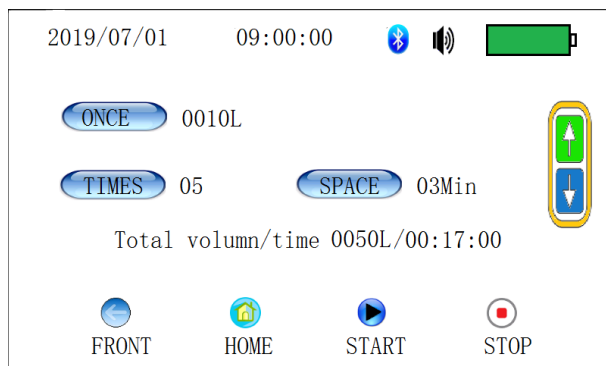 2019/07/01 09:00:00
ONCE 0010L
TIMES 05 SPACE 03Min
Total volumn/time 0050L/00:17:00
FRONT HOME START STOP